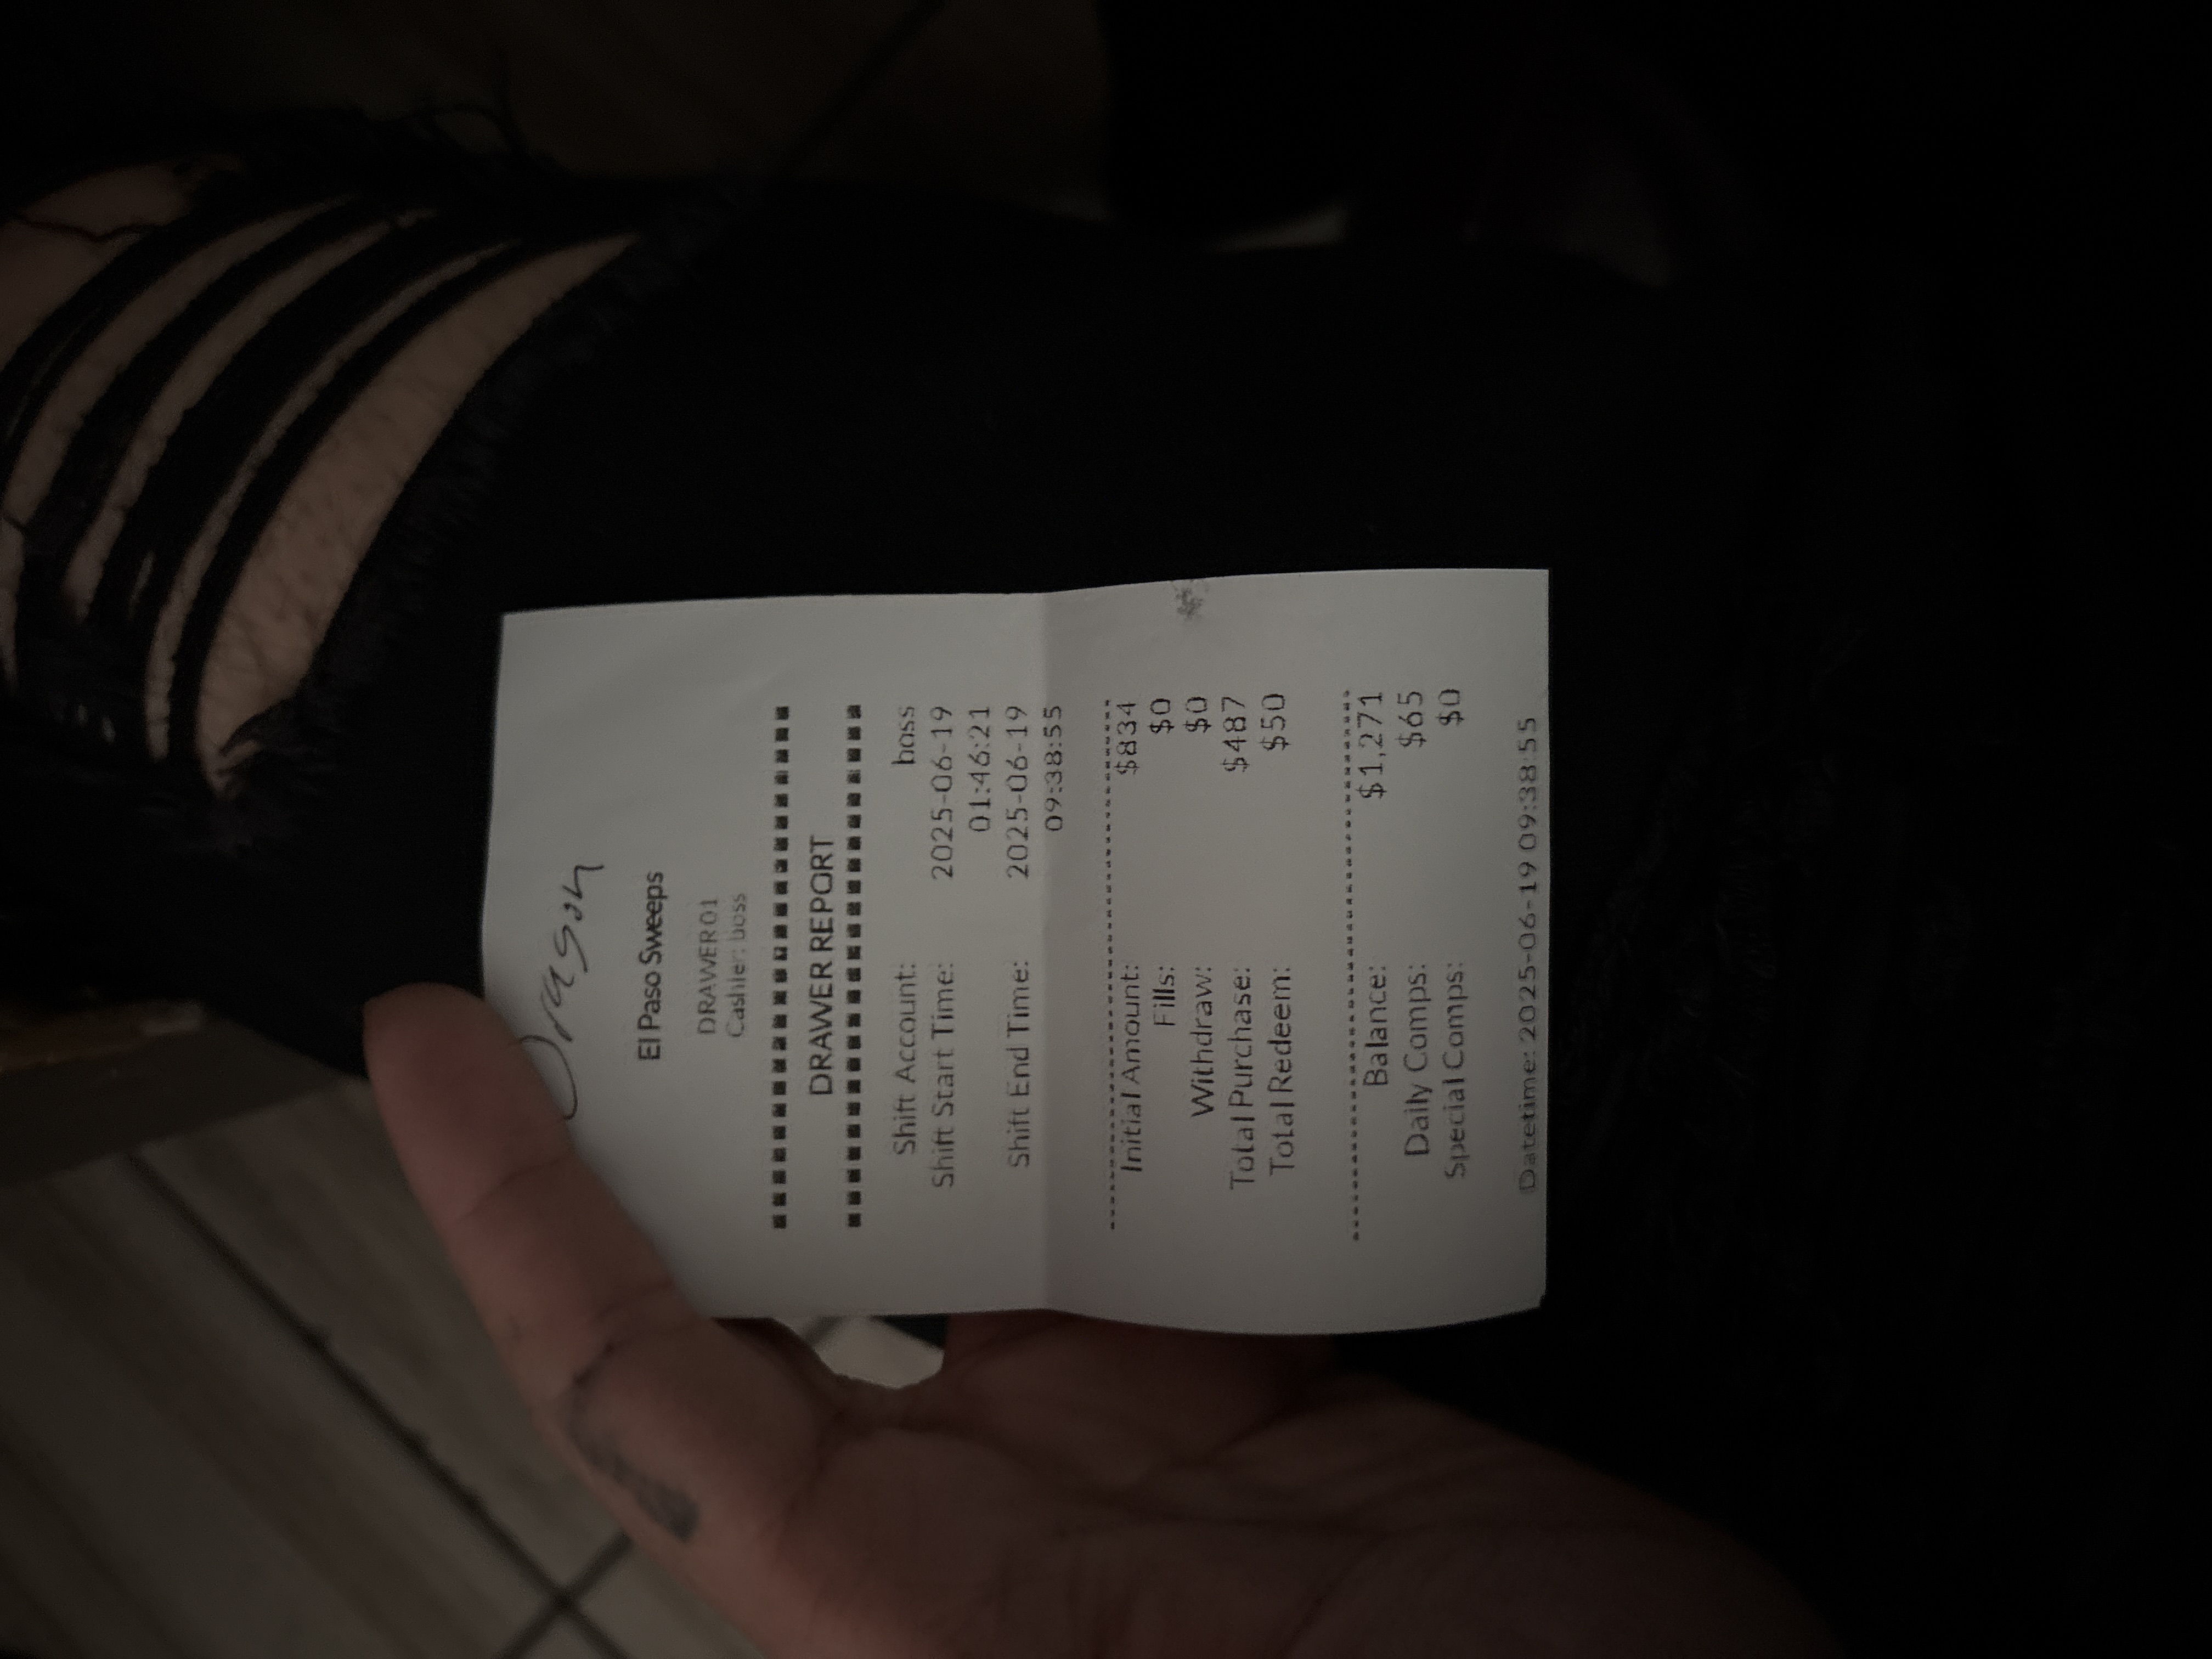 El Paso Sweeps
DRAWER 01
Cashier: boss
DRAWER REPORT
Shift Account: boss
Shift Start Time: 2025-06-19
01:46:21
Shift End Time: 2025-06-19
09:38:55
Initial Amount: $834
Fills: $0
Withdraw: $0
Total Purchase: $487
Total Redeem: $50
Balance: $1,271
Daily Comps: $65
Special Comps: $0
Datetime: 2025-06-19 09:38:55